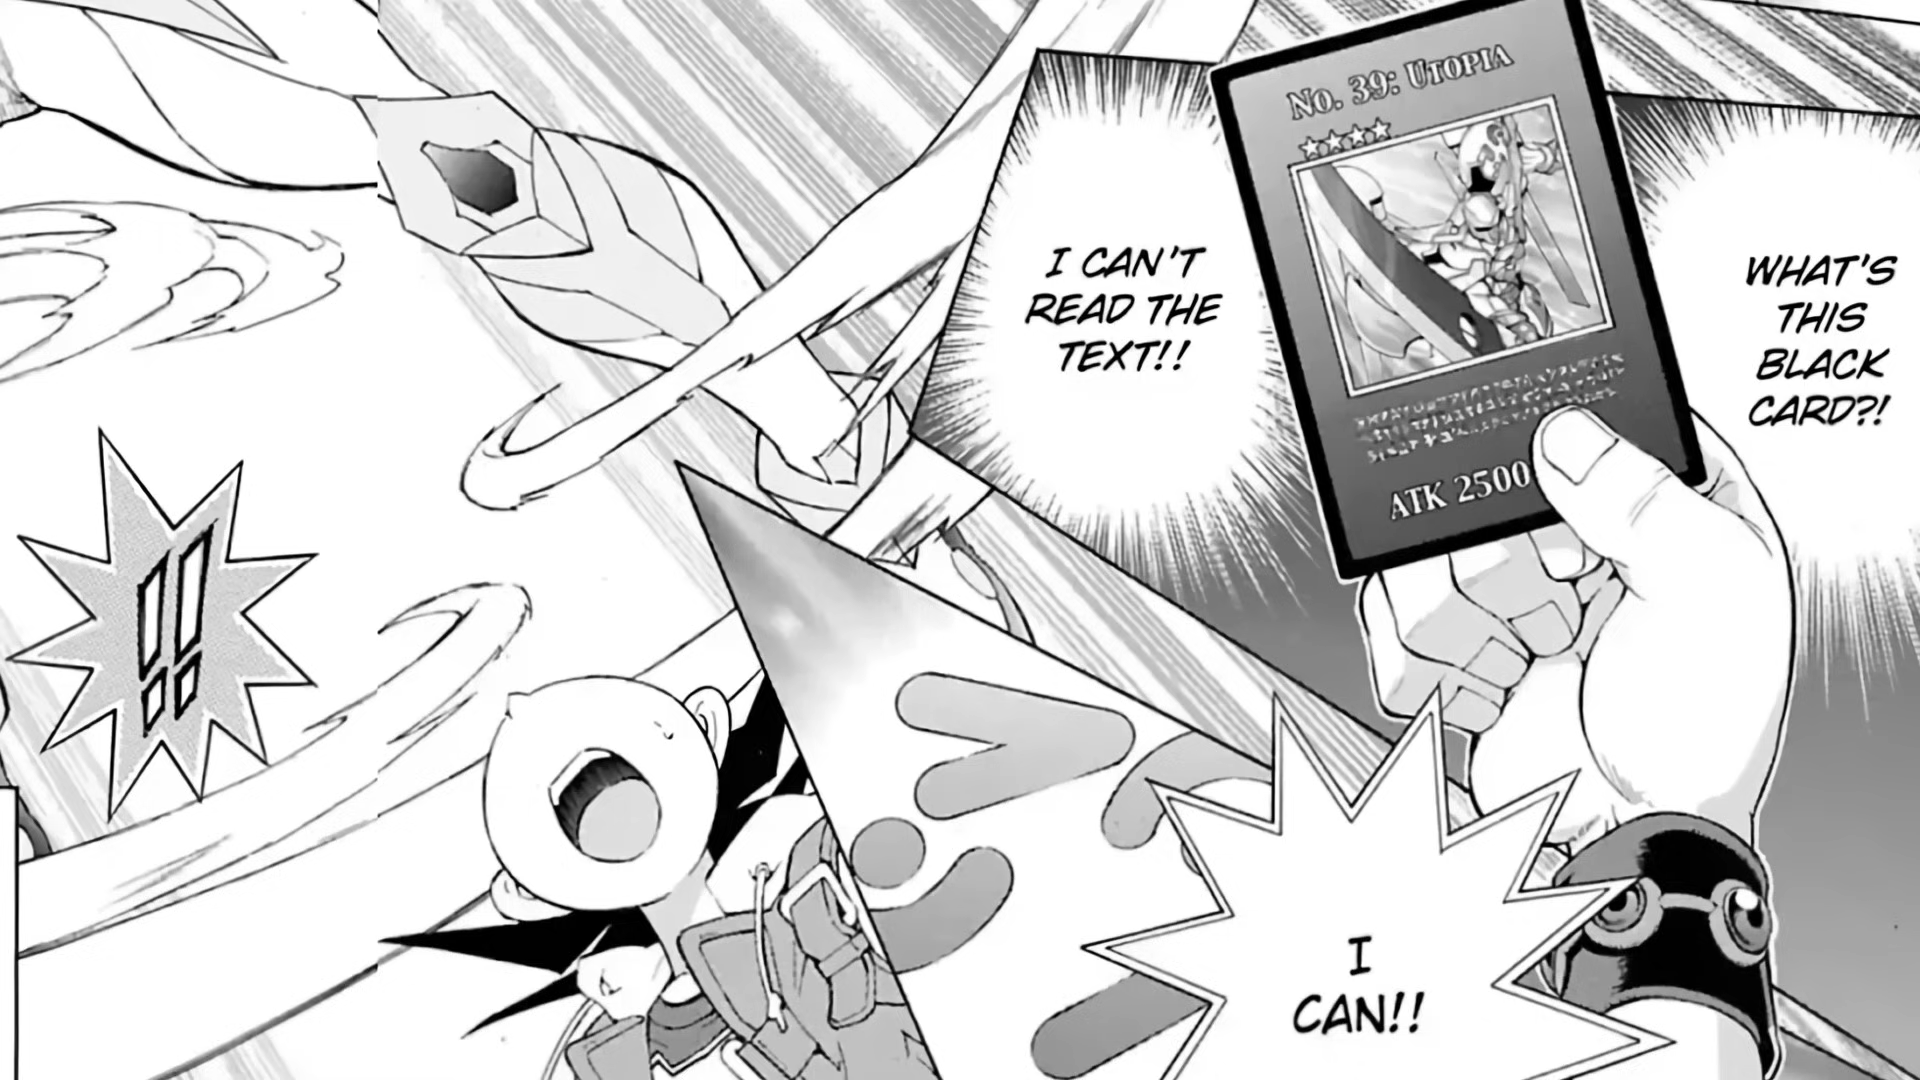 WHAT'S
THIS
BLACK
CARD?!
No. 39: UTOPIA
ATK 2500
I CAN'T
READ THE
TEXT!!
I
CAN!!
!!